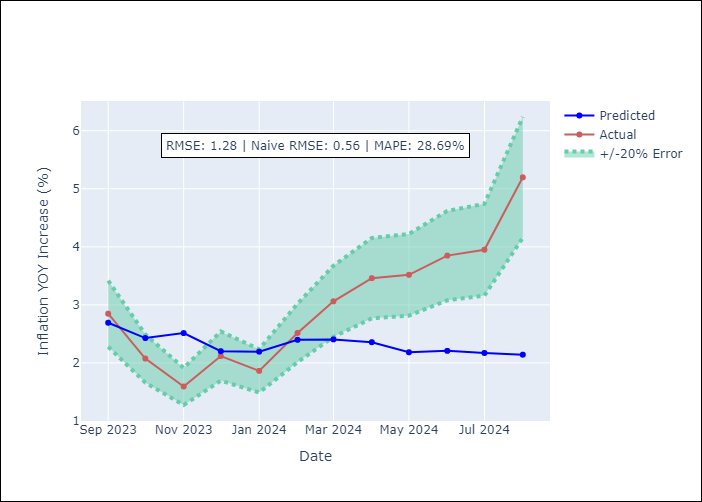 RMSE: 1.28 | Naive RMSE: 0.56 | MAPE: 28.69%
Predicted
Actual
+/-20% Error
Inflation YOY Increase (%)
6
5
4
3
2
1
Sep 2023
Nov 2023
Jan 2024
Mar 2024
May 2024
Jul 2024
Date